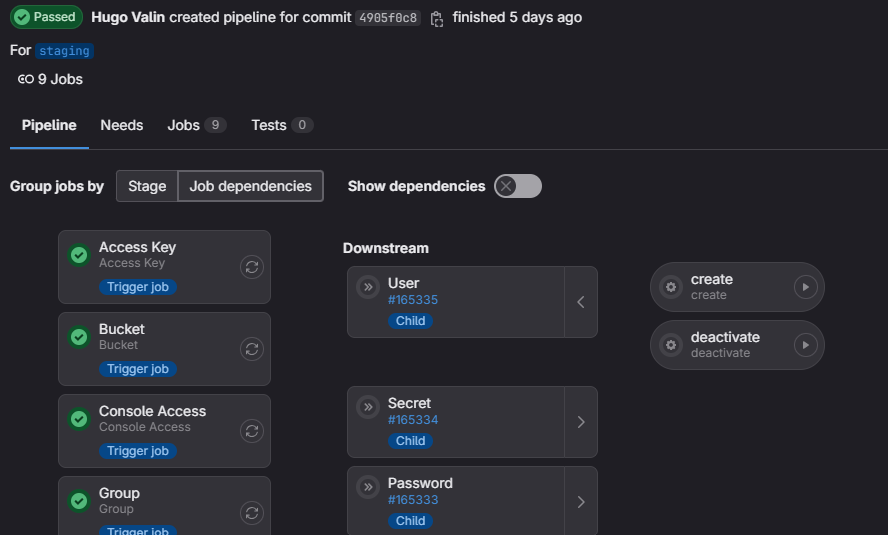 Passed Hugo Valin created pipeline for commit 4905f0c8 finished 5 days ago
For staging
9 Jobs
Pipeline Needs Jobs 9 Tests 0
Group jobs by Stage Job dependencies Show dependencies
Access Key
Access Key
Trigger job
Bucket
Bucket
Trigger job
Console Access
Console Access
Trigger job
Group
Group
Trigger job
Downstream
User
#165335
Child
Secret
#165334
Child
Password
#165333
Child
create
create
deactivate
deactivate